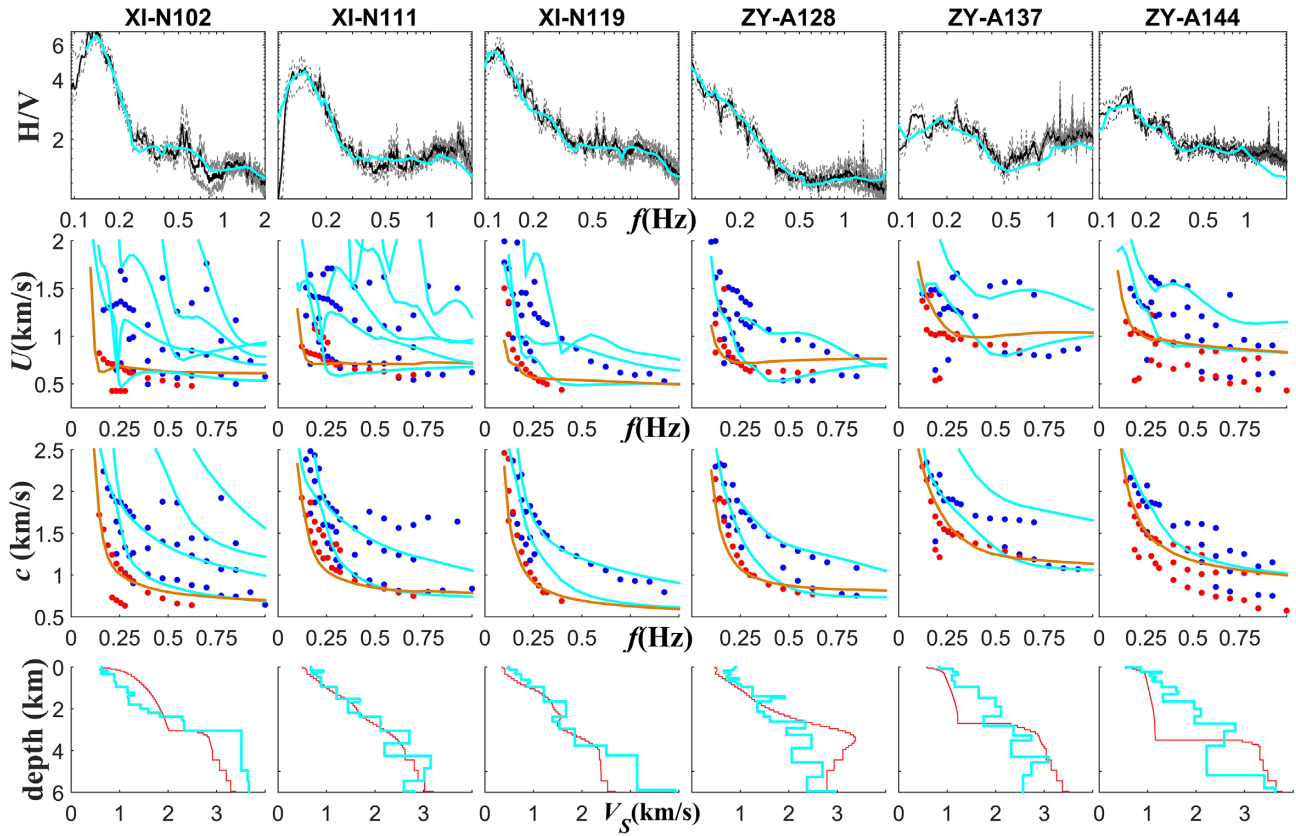 XI-N102 XI-N111 XI-N119 ZY-A128 ZY-A137 ZY-A144
H/V
6
4
2
0.1 0.2 0.5 1 2 0.2 0.5 1 0.2 0.5 1 0.2 0.5 1 0.1 0.2 0.5 1 0.1 0.2 0.5 1
f(Hz)
U(km/s)
2
1.5
1
0.5
0 0.25 0.5 0.75 0 0.25 0.5 0.75 0 0.25 0.5 0.75 0 0.25 0.5 0.75 0 0.25 0.5 0.75 0 0.25 0.5 0.75
f(Hz)
c (km/s)
2.5
2
1.5
1
0.5
0 0.25 0.5 0.75 0 0.25 0.5 0.75 0 0.25 0.5 0.75 0 0.25 0.5 0.75 0 0.25 0.5 0.75 0 0.25 0.5 0.75
f(Hz)
depth (km)
0
2
4
6
0 1 2 3 0 1 2 3 0 1 2 3 0 1 2 3 0 1 2 3 0 1 2 3
VS(km/s)